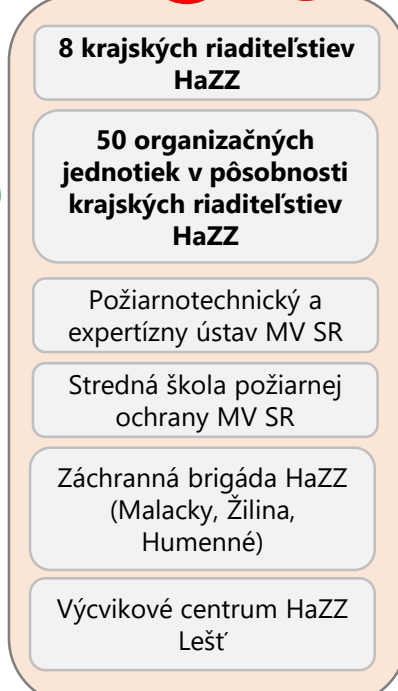 8 krajských riaditeľstiev
HaZZ
50 organizačných
jednotiek v pôsobnosti
krajských riaditeľstiev
HaZZ
Požiarnotechnický a
expertízny ústav MV SR
Stredná škola požiarnej
ochrany MV SR
Záchranná brigáda HaZZ
(Malacky, Žilina,
Humenné)
Výcvikové centrum HaZZ
Lešť